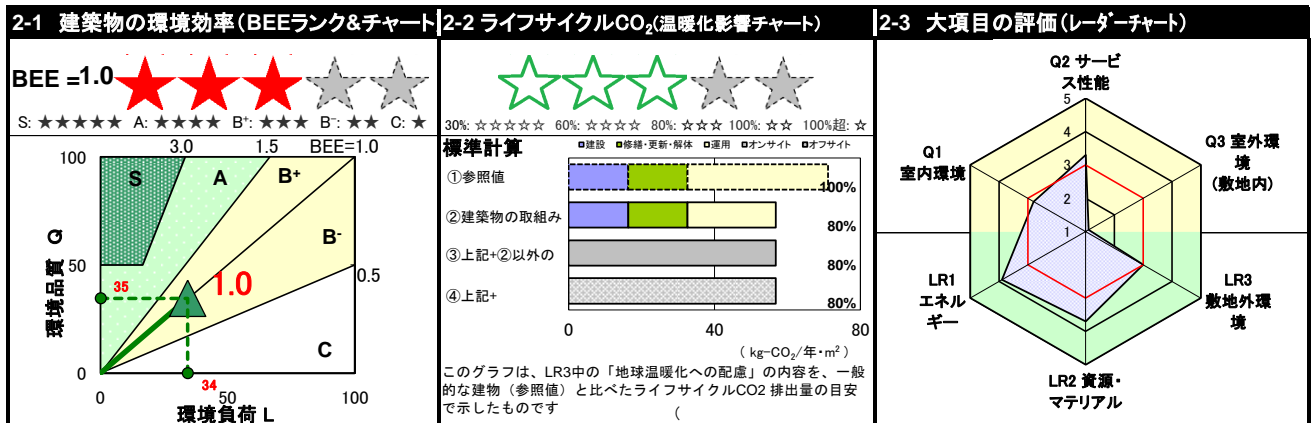 2-1 建築物の環境効率(BEEランク&チャート
BEE =1.0
S: ★★★★★ A: ★★★★ B⁺: ★★★ B⁻: ★★ C: ★
3.0 1.5 BEE=1.0
100
S A B⁺
B⁻
環境品質 Q
50
0.5
35
1.0
C
0
34
0 50 100
環境負荷 L
2-2 ライフサイクルCO₂(温暖化影響チャート)
30%: ☆☆☆☆☆ 60%: ☆☆☆☆ 80%: ☆☆☆ 100%: ☆☆ 100%超: ☆
標準計算
■建設 ■修繕・更新・解体 □運用 ■オンサイト ■オフサイト
①参照値
100%
②建築物の取組み
80%
③上記+②以外の
80%
④上記+
80%
0 40 80
( kg-CO₂/年・m² )
このグラフは、LR3中の「地球温暖化への配慮」の内容を、一般
的な建物(参照値)と比べたライフサイクルCO2 排出量の目安
で示したものです (
2-3 大項目の評価(レーダーチャート)
Q2 サービ
ス性能
5
4
3
2
1
Q1
室内環境
Q3 室外環
境
(敷地内)
LR1
エネル
ギー
LR3
敷地外環
境
LR2 資源・
マテリアル